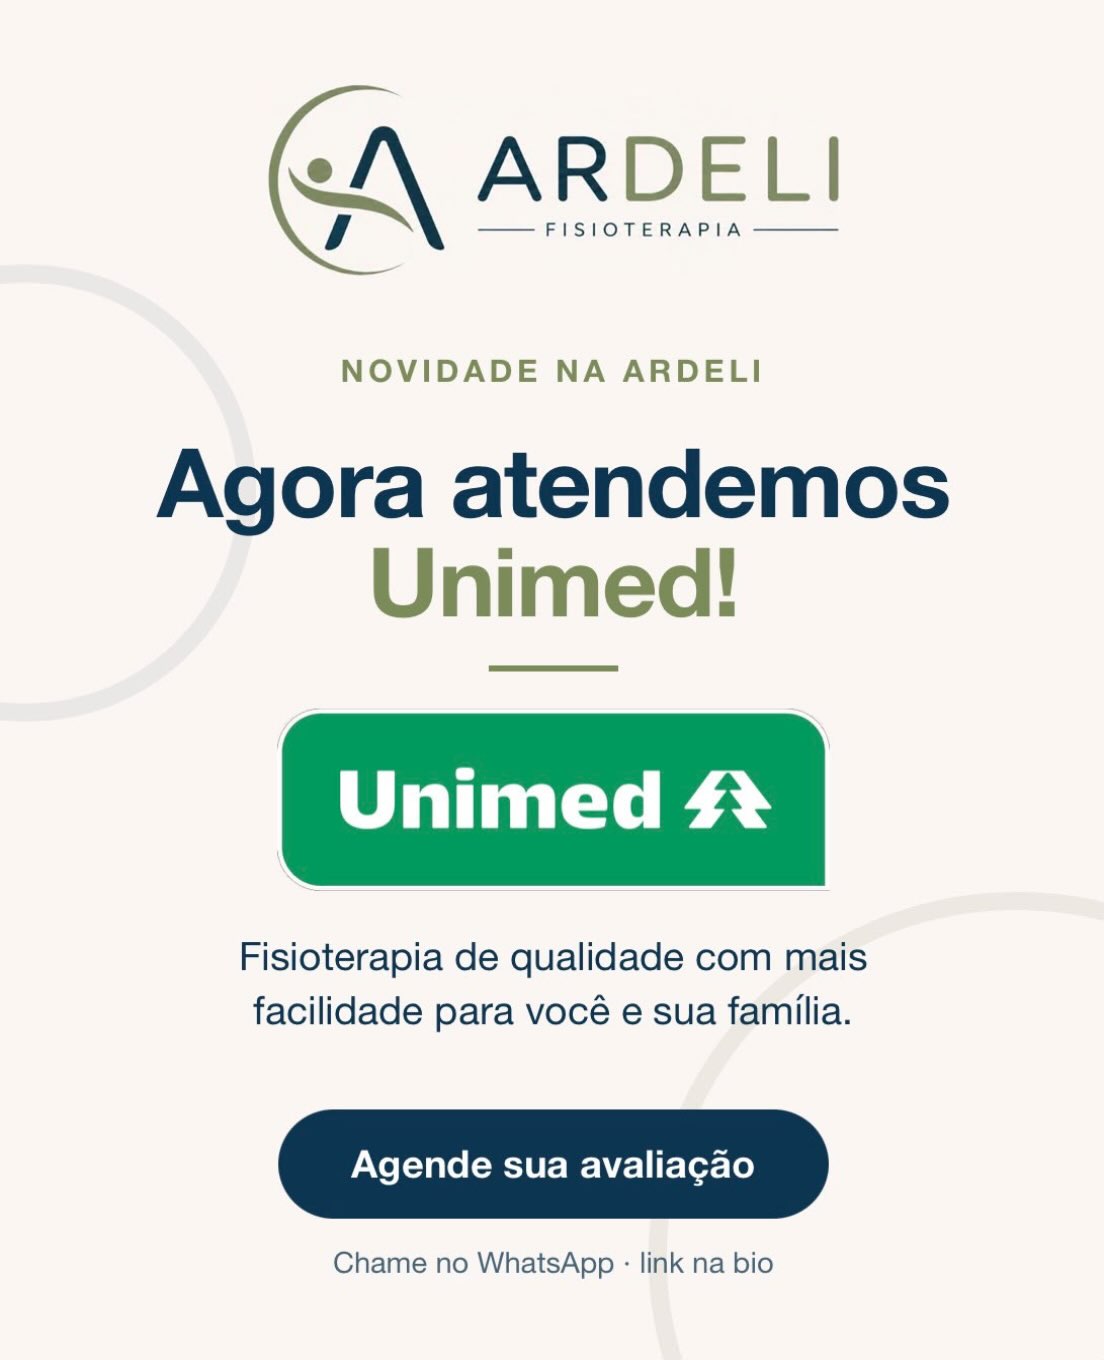 ARDELI
FISIOTERAPIA
NOVIDADE NA ARDELI
Agora atendemos
Unimed!
Unimed
Fisioterapia de qualidade com mais
facilidade para você e sua família.
Agende sua avaliação
Chame no WhatsApp · link na bio